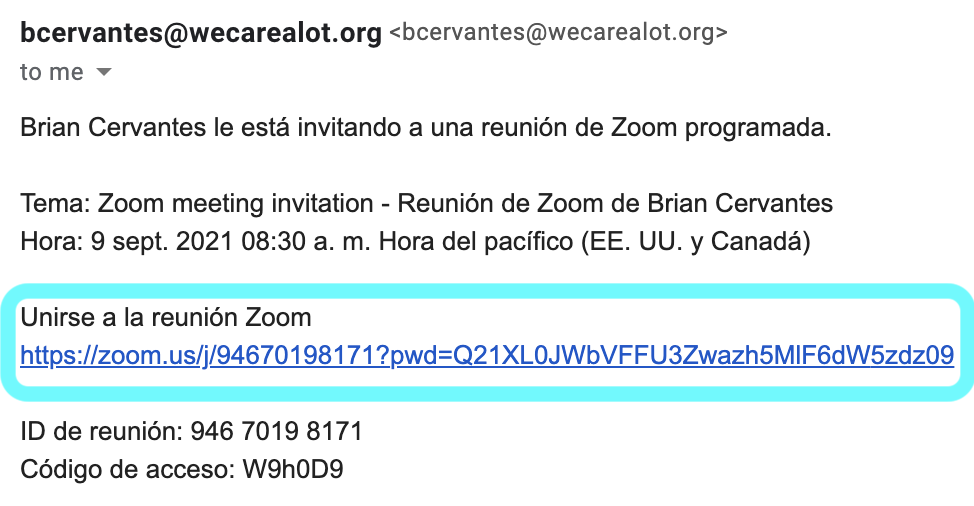 bcervantes@wecarealot.org <bcervantes@wecarealot.org>
to me
Brian Cervantes le está invitando a una reunión de Zoom programada.
Tema: Zoom meeting invitation - Reunión de Zoom de Brian Cervantes
Hora: 9 sept. 2021 08:30 a. m. Hora del pacífico (EE. UU. y Canadá)
Unirse a la reunión Zoom
https://zoom.us/j/94670198171?pwd=Q21XL0JWbVFFU3Zwazh5MlF6dW5zdz09
ID de reunión: 946 7019 8171
Código de acceso: W9h0D9